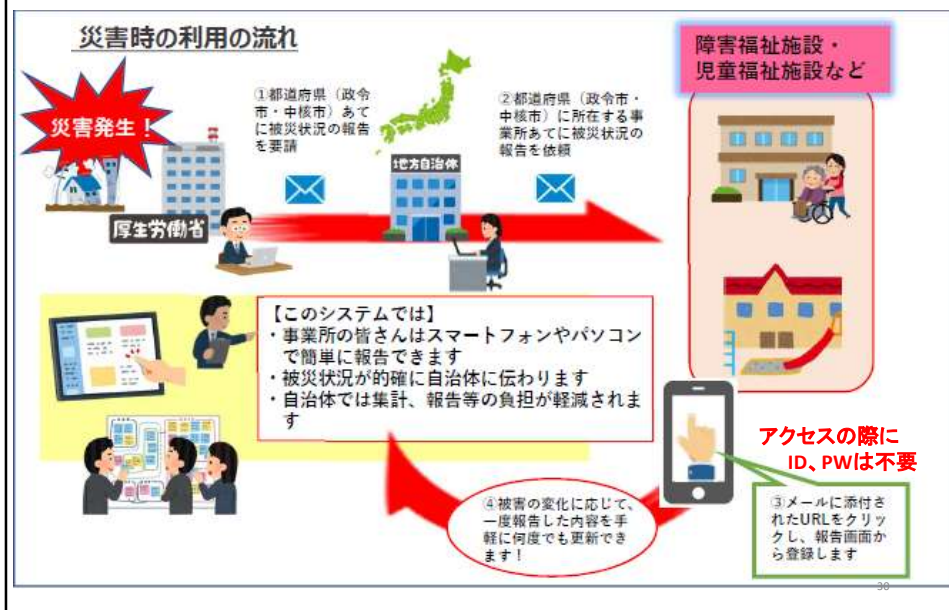 災害時の利用の流れ
災害発生！
厚生労働省
①都道府県（政令
市・中核市）あて
に被災状況の報告
を要請
地方自治体
②都道府県（政令市・
中核市）に所在する事
業所あてに被災状況の
報告を依頼
障害福祉施設・
児童福祉施設など
【このシステムでは】
・事業所の皆さんはスマートフォンやパソコン
で簡単に報告できます
・被災状況が的確に自治体に伝わります
・自治体では集計、報告等の負担が軽減されま
す
アクセスの際に
ID、PWは不要
③メールに添付さ
れたURLをクリッ
クし、報告画面か
ら登録します
④被害の変化に応じて、
一度報告した内容を手
軽に何度でも更新でき
ます！
30